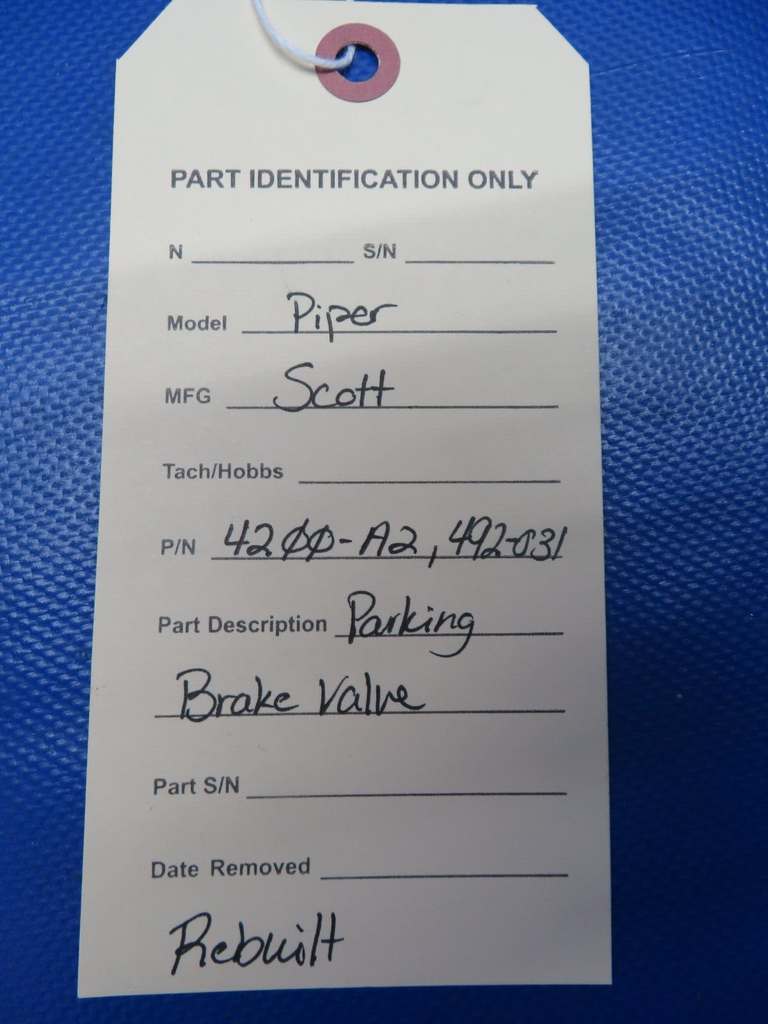 PART IDENTIFICATION ONLY
N S/N
Model Piper
MFG Scott
Tach/Hobbs
P/N 4200-A2, 492-031
Part Description Parking
Brake Valve
Part S/N
Date Removed
Rebuilt